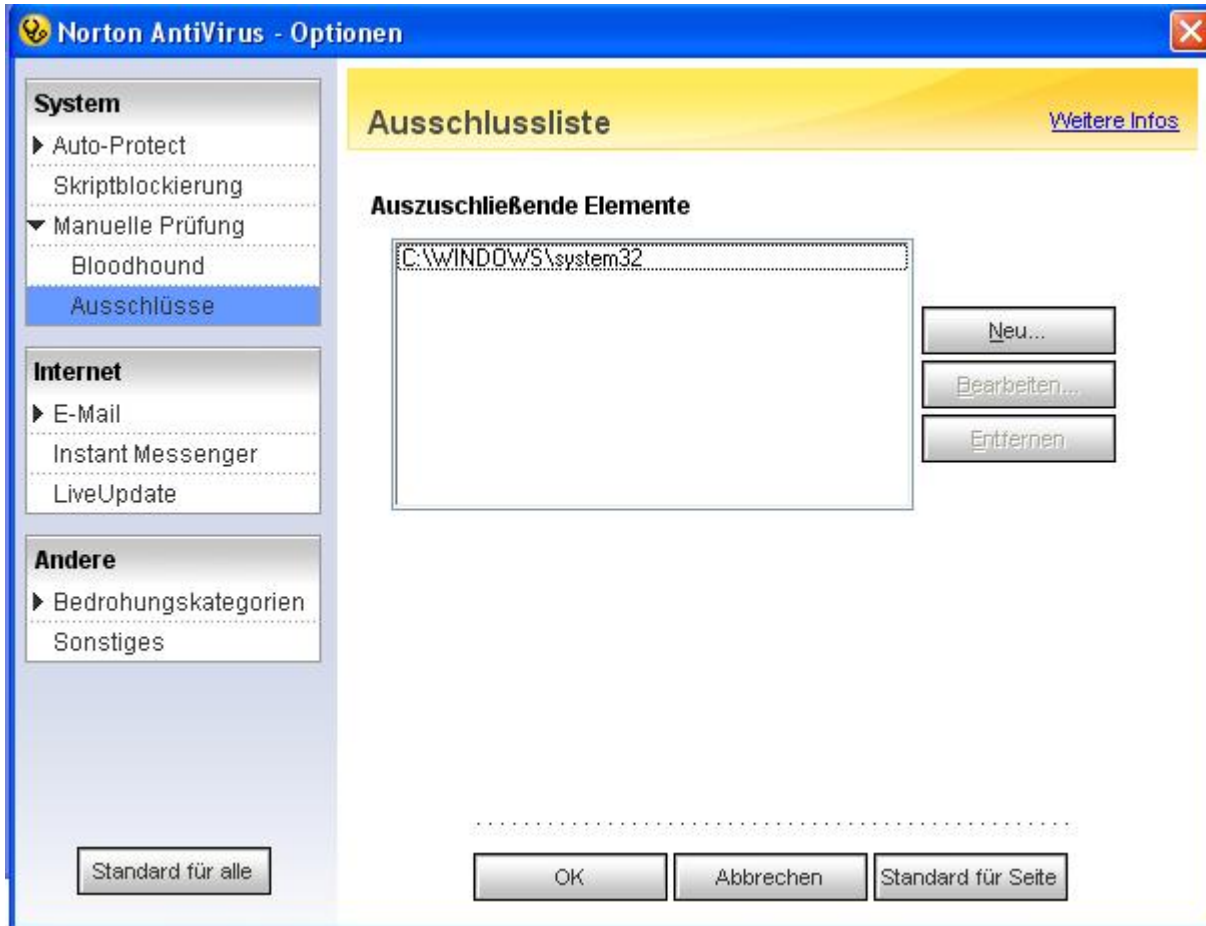 Norton AntiVirus - Optionen
System
Auto-Protect
Skriptblockierung
Manuelle Prüfung
Bloodhound
Ausschlüsse
Internet
E-Mail
Instant Messenger
LiveUpdate
Andere
Bedrohungskategorien
Sonstiges
Standard für alle
Ausschlussliste
Weitere Infos
Auszuschließende Elemente
C:\WINDOWS\system32
Neu...
Bearbeiten...
Entfernen
OK
Abbrechen
Standard für Seite